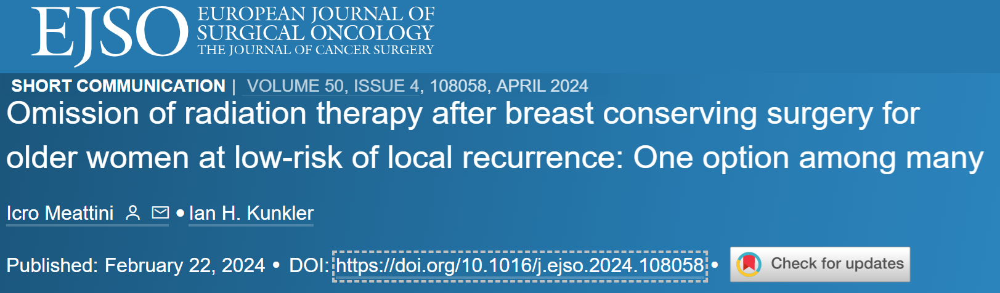 EJSO
EUROPEAN JOURNAL OF
SURGICAL ONCOLOGY
THE JOURNAL OF CANCER SURGERY
SHORT COMMUNICATION | VOLUME 50, ISSUE 4, 108058, APRIL 2024
Omission of radiation therapy after breast conserving surgery for
older women at low-risk of local recurrence: One option among many
Icro Meattini • Ian H. Kunkler
Published: February 22, 2024 • DOI: https://doi.org/10.1016/j.ejso.2024.108058 • Check for updates